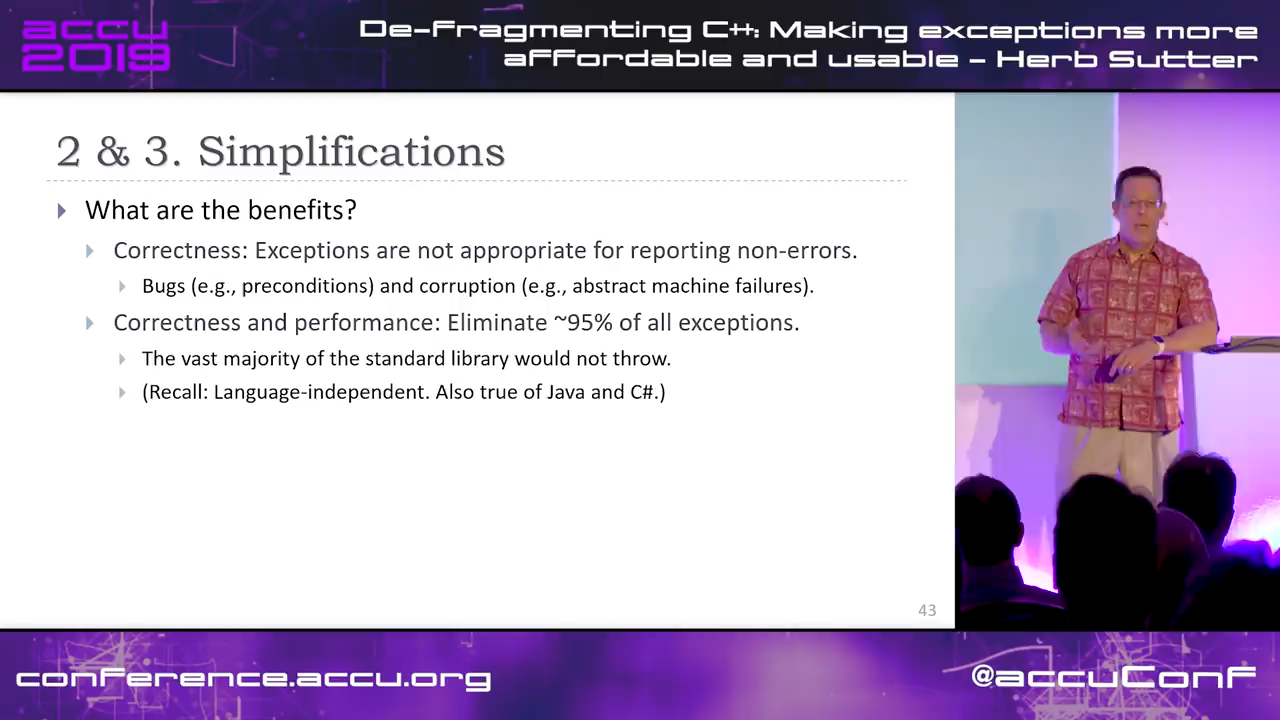 accu
2019
De-Fragmenting C++: Making exceptions more
affordable and usable - Herb Sutter
2 & 3. Simplifications
What are the benefits?
Correctness: Exceptions are not appropriate for reporting non-errors.
Bugs (e.g., preconditions) and corruption (e.g., abstract machine failures).
Correctness and performance: Eliminate ~95% of all exceptions.
The vast majority of the standard library would not throw.
(Recall: Language-independent. Also true of Java and C#.)
43
conference.accu.org
@accuConf